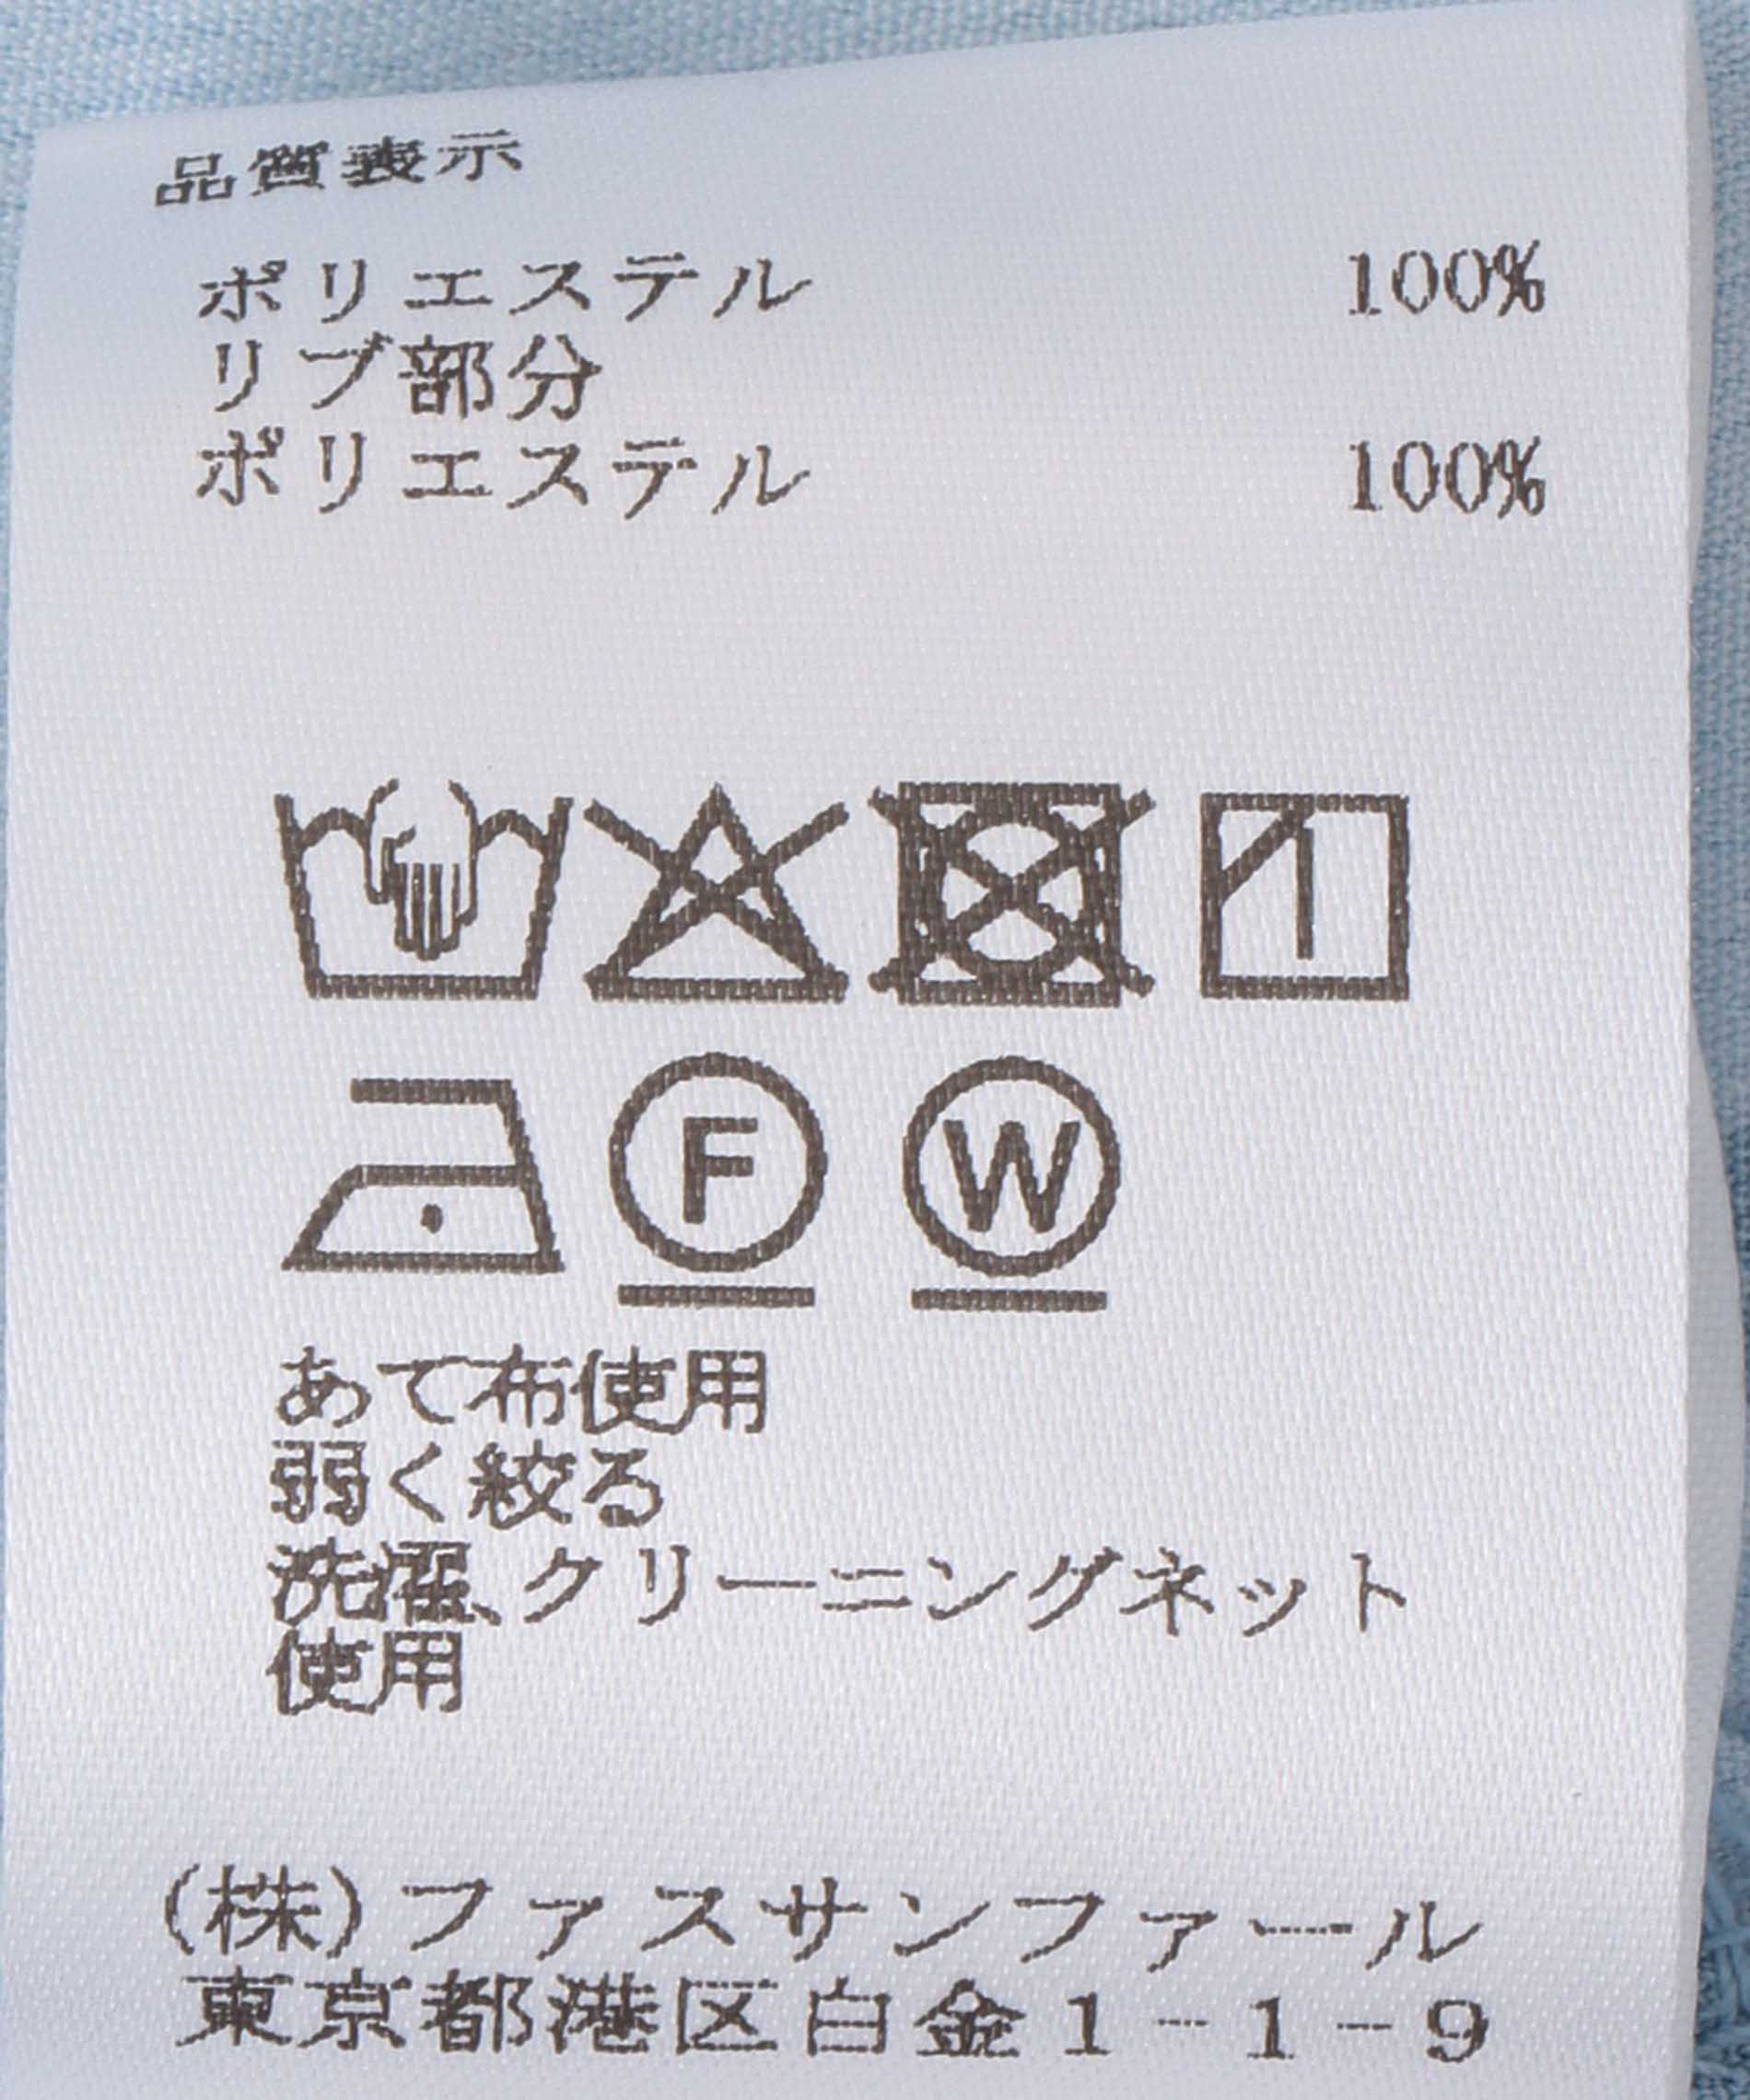 品質表示
ポリエステル 100%
リブ部分
ポリエステル 100%
F W
あて布使用
弱く絞る
洗濯、クリーニングネット
使用
(株)ファスサンファール
東京都港区白金1-1-9